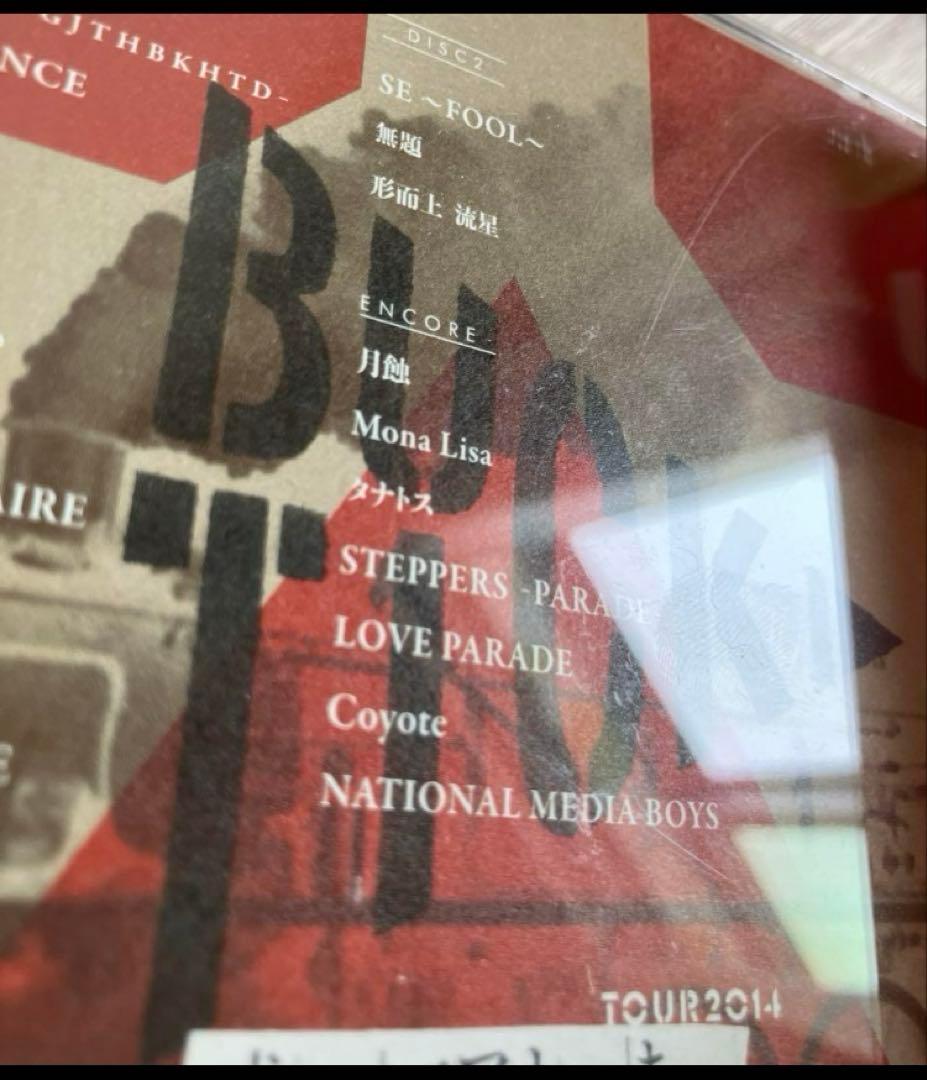 GJTHBKHTD-
NCE
AIRE
E
DISC2
SE ~FOOL~
無題
形而上 流星
ENCORE -
月蝕
Mona Lisa
タナトス
STEPPERS -PARADE
LOVE PARADE
Coyote
NATIONAL MEDIA BOYS
BUCK
TICK
TOUR2014